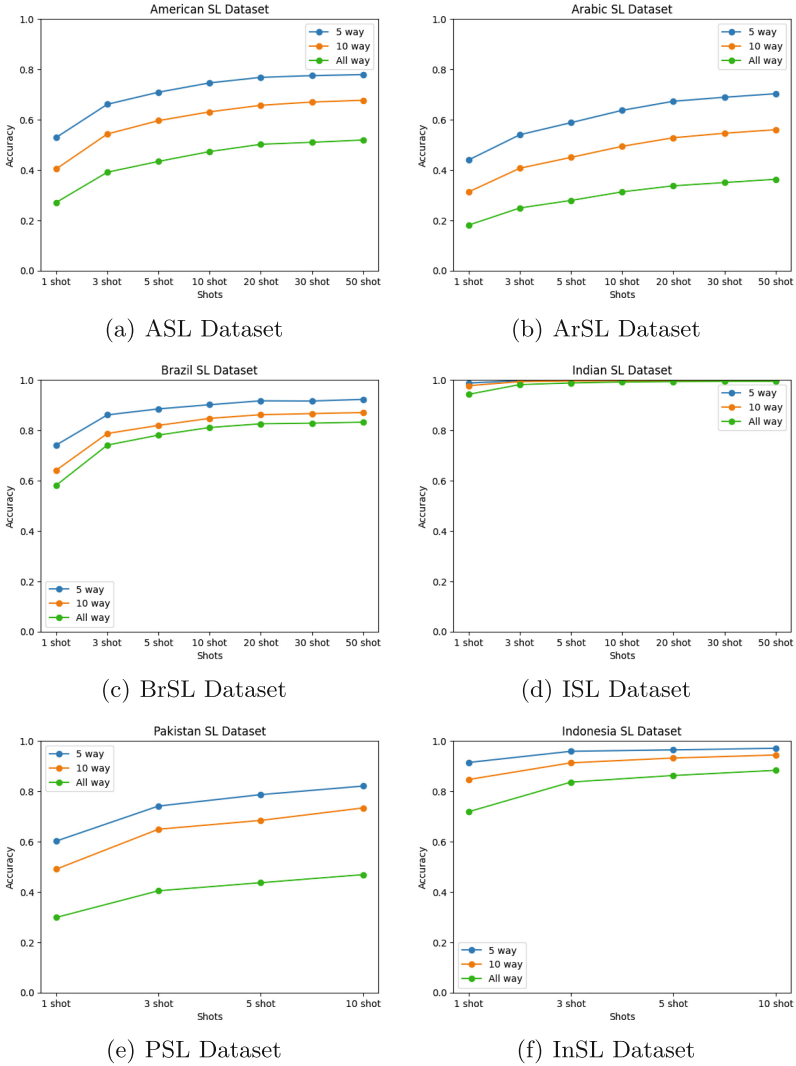 American SL Dataset
1.0
0.8
0.6
0.4
0.2
0.0
Accuracy
5 way
10 way
All way
1 shot 3 shot 5 shot 10 shot 20 shot 30 shot 50 shot
Shots
(a) ASL Dataset
Arabic SL Dataset
1.0
0.8
0.6
0.4
0.2
0.0
Accuracy
5 way
10 way
All way
1 shot 3 shot 5 shot 10 shot 20 shot 30 shot 50 shot
Shots
(b) ArSL Dataset
Brazil SL Dataset
1.0
0.8
0.6
0.4
0.2
0.0
Accuracy
5 way
10 way
All way
1 shot 3 shot 5 shot 10 shot 20 shot 30 shot 50 shot
Shots
(c) BrSL Dataset
Indian SL Dataset
1.0
0.8
0.6
0.4
0.2
0.0
Accuracy
5 way
10 way
All way
1 shot 3 shot 5 shot 10 shot 20 shot 30 shot 50 shot
Shots
(d) ISL Dataset
Pakistan SL Dataset
1.0
0.8
0.6
0.4
0.2
0.0
Accuracy
5 way
10 way
All way
1 shot 3 shot 5 shot 10 shot
Shots
(e) PSL Dataset
Indonesia SL Dataset
1.0
0.8
0.6
0.4
0.2
0.0
Accuracy
5 way
10 way
All way
1 shot 3 shot 5 shot 10 shot
Shots
(f) InSL Dataset